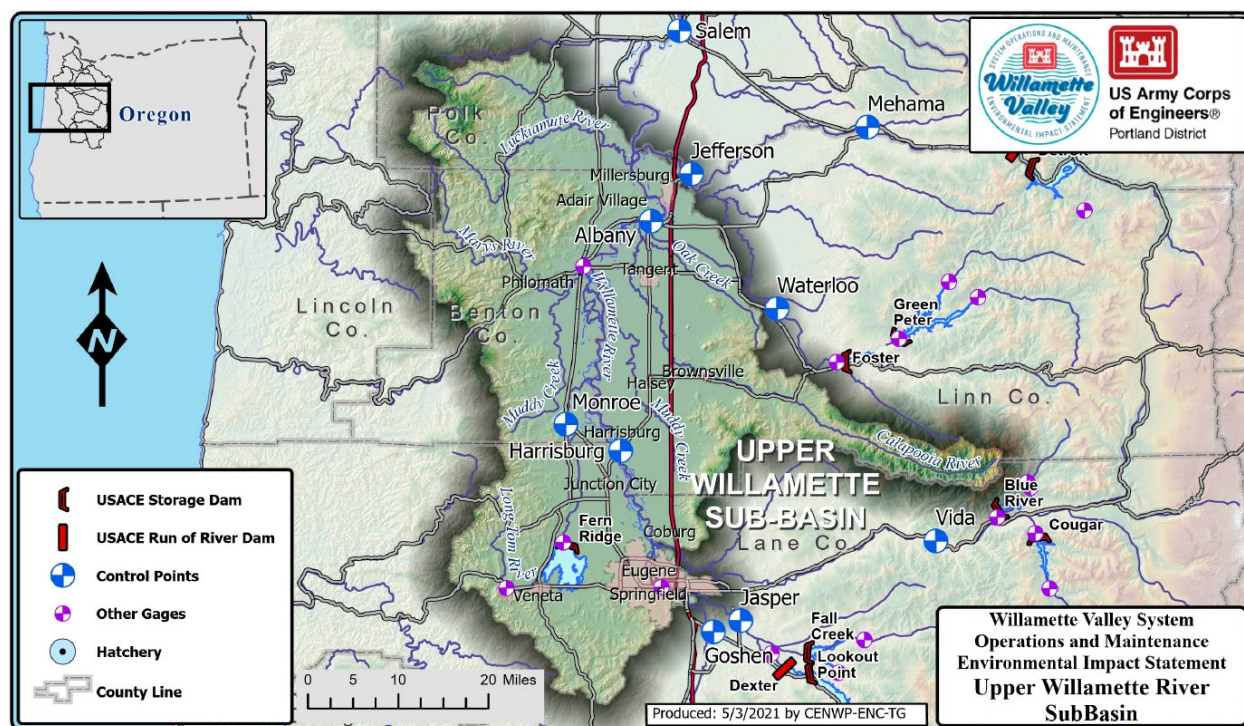 Oregon
SYSTEM OPERATIONS AND MAINTENANCE
Willamette
Valley
ENVIRONMENTAL IMPACT STATEMENT
US Army Corps
of Engineers®
Portland District
Salem
Mehama
Polk
Co.
Luckiamute River
Jefferson
Millersburg
Adair Village
Albany
Marys River
Oak Creek
Tangent
Philomath
Waterloo
Lincoln
Co.
Benton
Co.
Willamette River
Green
Peter
Foster
Brownsville
Halsey
Linn Co.
Muddy Creek
Monroe
Harrisburg
Harrisburg
Muddy Creek
Calapooia Rivers
UPPER
WILLAMETTE
SUB-BASIN
Junction City
Blue
River
Vida
Cougar
Long Tom River
Fern
Ridge
Coburg
Lane Co.
Eugene
Springfield
Veneta
Jasper
Goshen
Fall
Creek
Lookout
Point
Dexter
N
USACE Storage Dam
USACE Run of River Dam
Control Points
Other Gages
Hatchery
County Line
0 5 10 20 Miles
Produced: 5/3/2021 by CENWP-ENC-TG
Willamette Valley System
Operations and Maintenance
Environmental Impact Statement
Upper Willamette River
SubBasin